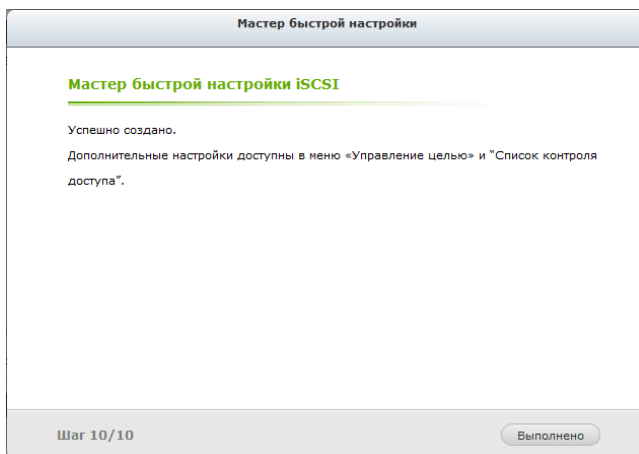 Мастер быстрой настройки
Мастер быстрой настройки iSCSI
Успешно создано.
Дополнительные настройки доступны в меню «Управление целью» и "Список контроля
доступа".
Шаг 10/10
Выполнено